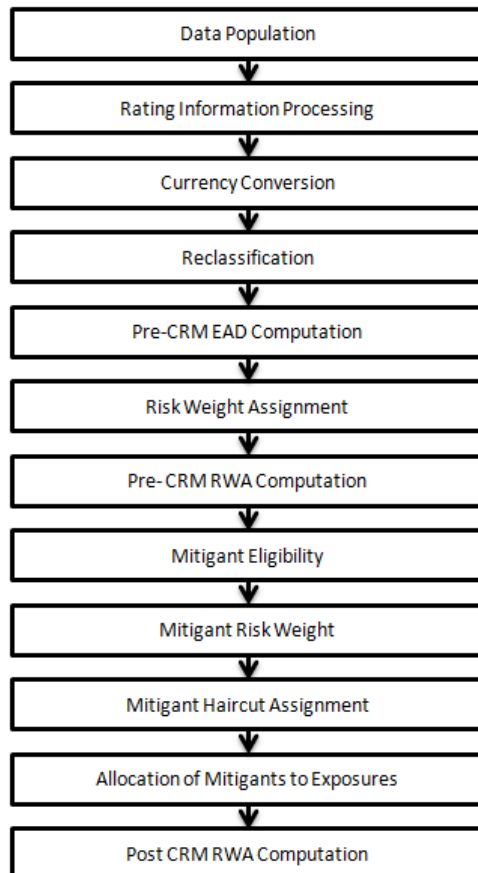 Data Population
Rating Information Processing
Currency Conversion
Reclassification
Pre-CRM EAD Computation
Risk Weight Assignment
Pre- CRM RWA Computation
Mitigant Eligibility
Mitigant Risk Weight
Mitigant Haircut Assignment
Allocation of Mitigants to Exposures
Post CRM RWA Computation